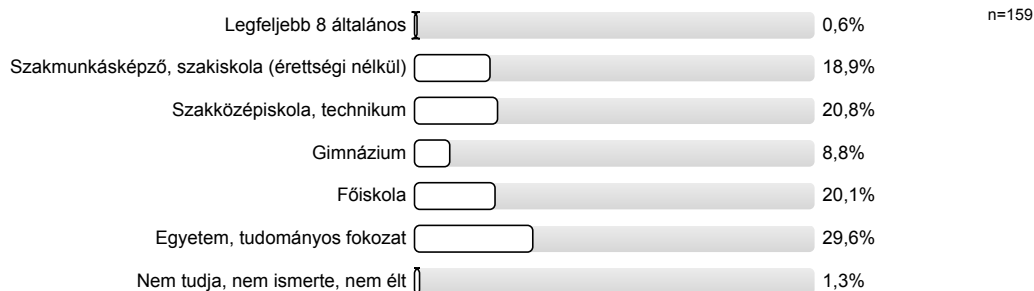 Legfeljebb 8 általános 0,6% n=159
Szakmunkásképző, szakiskola (érettségi nélkül) 18,9%
Szakközépiskola, technikum 20,8%
Gimnázium 8,8%
Főiskola 20,1%
Egyetem, tudományos fokozat 29,6%
Nem tudja, nem ismerte, nem élt 1,3%